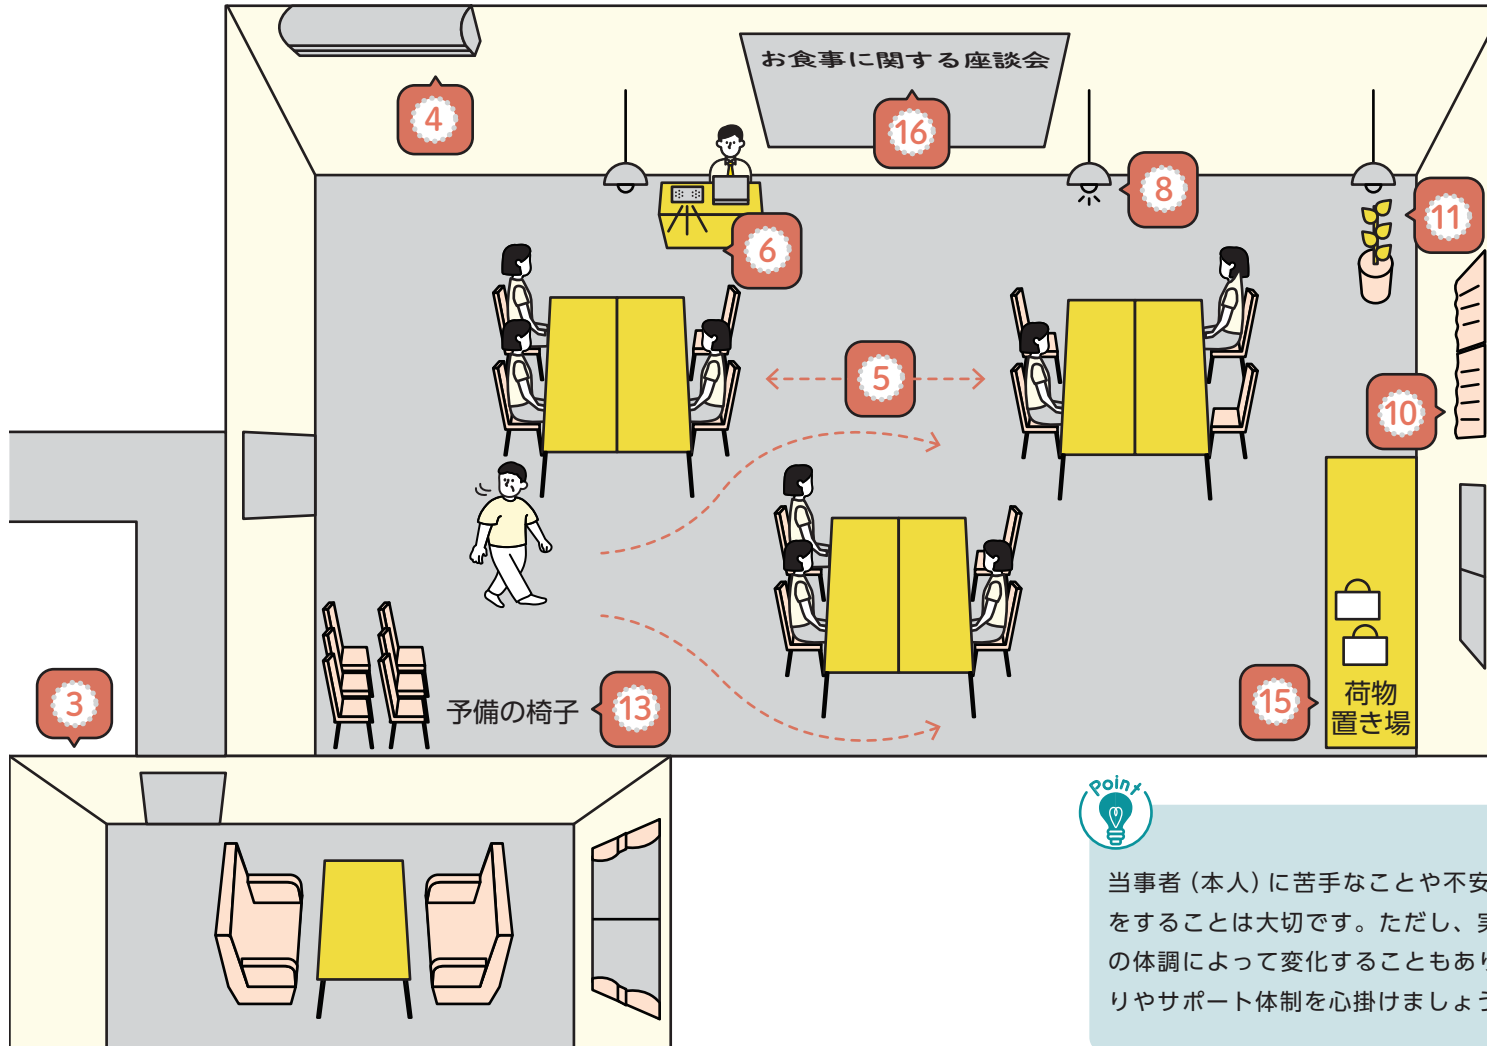 お食事に関する座談会
4
16
8
11
6
5
10
3
予備の椅子
13
15
荷物
置き場
Point
当事者（本人）に苦手なことや不安
をすることは大切です。ただし、実
の体調によって変化することもあり
りやサポート体制を心掛けましょう